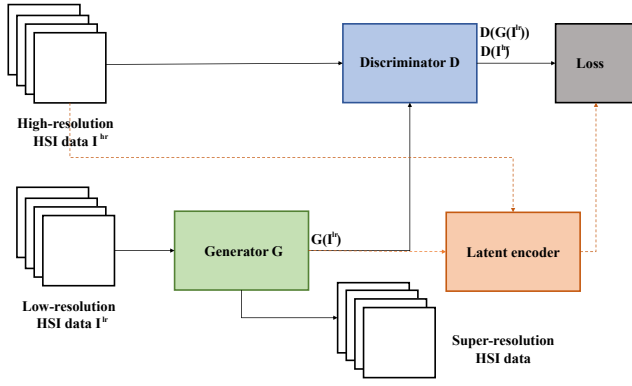 D(G(I^lr))
D(I^hr)
Discriminator D
Loss
High-resolution
HSI data I^hr
G(I^lr)
Generator G
Latent encoder
Low-resolution
HSI data I^lr
Super-resolution
HSI data